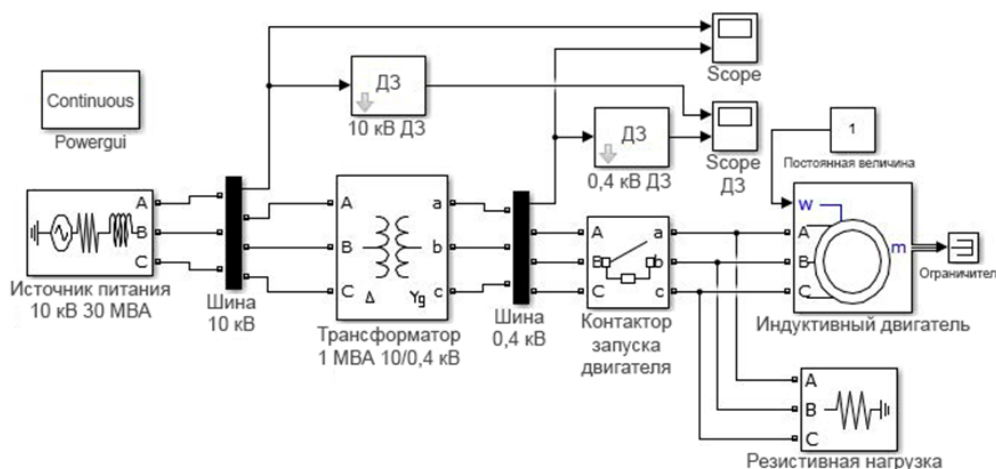 Continuous
Powergui
ДЗ
10 кВ ДЗ
Scope
ДЗ
0,4 кВ ДЗ
Scope
ДЗ
1
Постоянная величина
A
B
C
Источник питания
10 кВ 30 МВА
Шина
10 кВ
A
B
C
a
b
c
Δ
Yg
Трансформатор
1 МВА 10/0,4 кВ
Шина
0,4 кВ
A
B
C
a
b
c
Контактор
запуска
двигателя
w
A
B
C
m
Индуктивный двигатель
Ограничител
A
B
C
Резистивная нагрузка